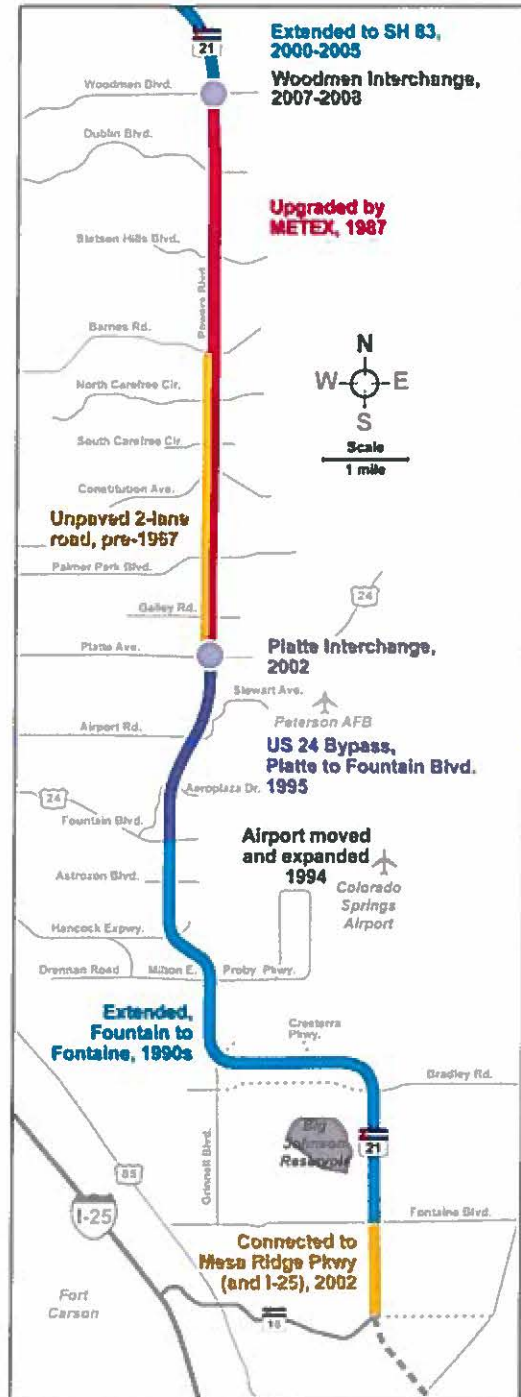 Extended to SH 83,
2000-2005
21
Woodmen Interchange,
2007-2008
Woodmen Blvd.
Dublin Blvd.
Upgraded by
METEX, 1987
Stetson Hills Blvd.
Powers Blvd
Barnes Rd.
N
W E
S
North Carefree Cir.
South Carefree Cir.
Scale
1 mile
Constitution Ave.
Unpaved 2-lane
road, pre-1967
Palmer Park Blvd.
24
Galley Rd.
Platte Ave.
Platte Interchange,
2002
Stewart Ave.
Peterson AFB
Airport Rd.
US 24 Bypass,
Platte to Fountain Blvd.
1995
24
Aeroplaza Dr.
Fountain Blvd.
Airport moved
and expanded
1994
Astrozon Blvd.
Colorado
Springs
Airport
Hancock Expwy.
Drennan Road
Milton E. Proby Pkwy.
Extended,
Fountain to
Fontaine, 1990s
Cresterra
Pkwy.
Bradley Rd.
Big
Johnson
Reservoir
21
Grinnell Blvd.
85
I-25
Fontaine Blvd.
Connected to
Mesa Ridge Pkwy
(and I-25), 2002
Fort
Carson
16